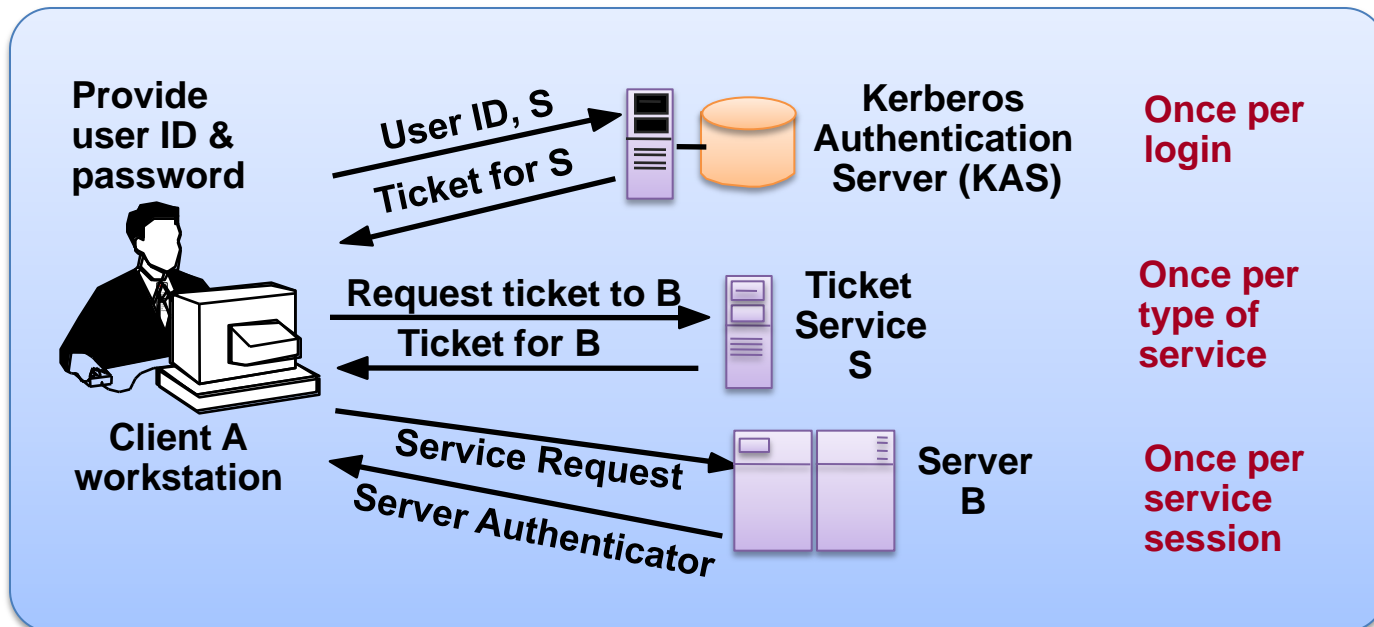 Provide
user ID &
password
User ID, S
Ticket for S
Kerberos
Authentication
Server (KAS)
Once per
login
Request ticket to B
Ticket for B
Ticket
Service
S
Once per
type of
service
Client A
workstation
Service Request
Server Authenticator
Server
B
Once per
service
session